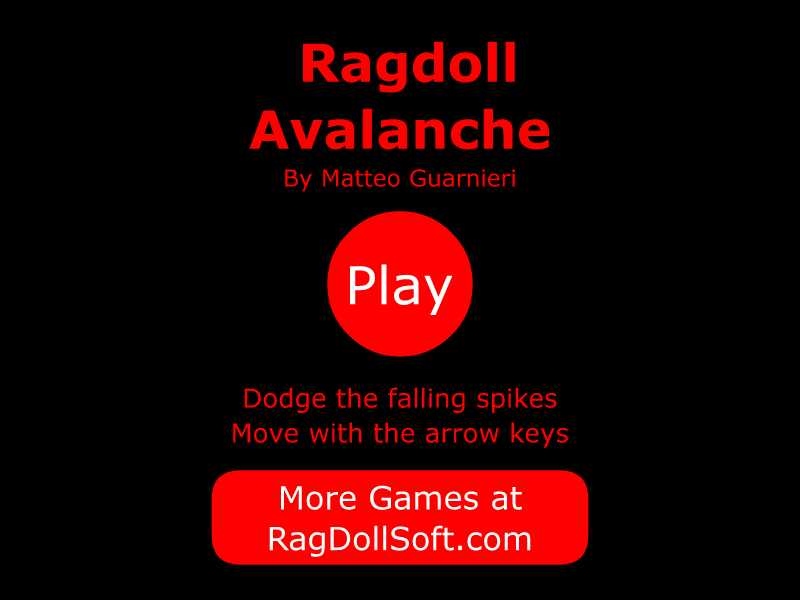 Ragdoll
Avalanche
By Matteo Guarnieri
Play
Dodge the falling spikes
Move with the arrow keys
More Games at
RagDollSoft.com